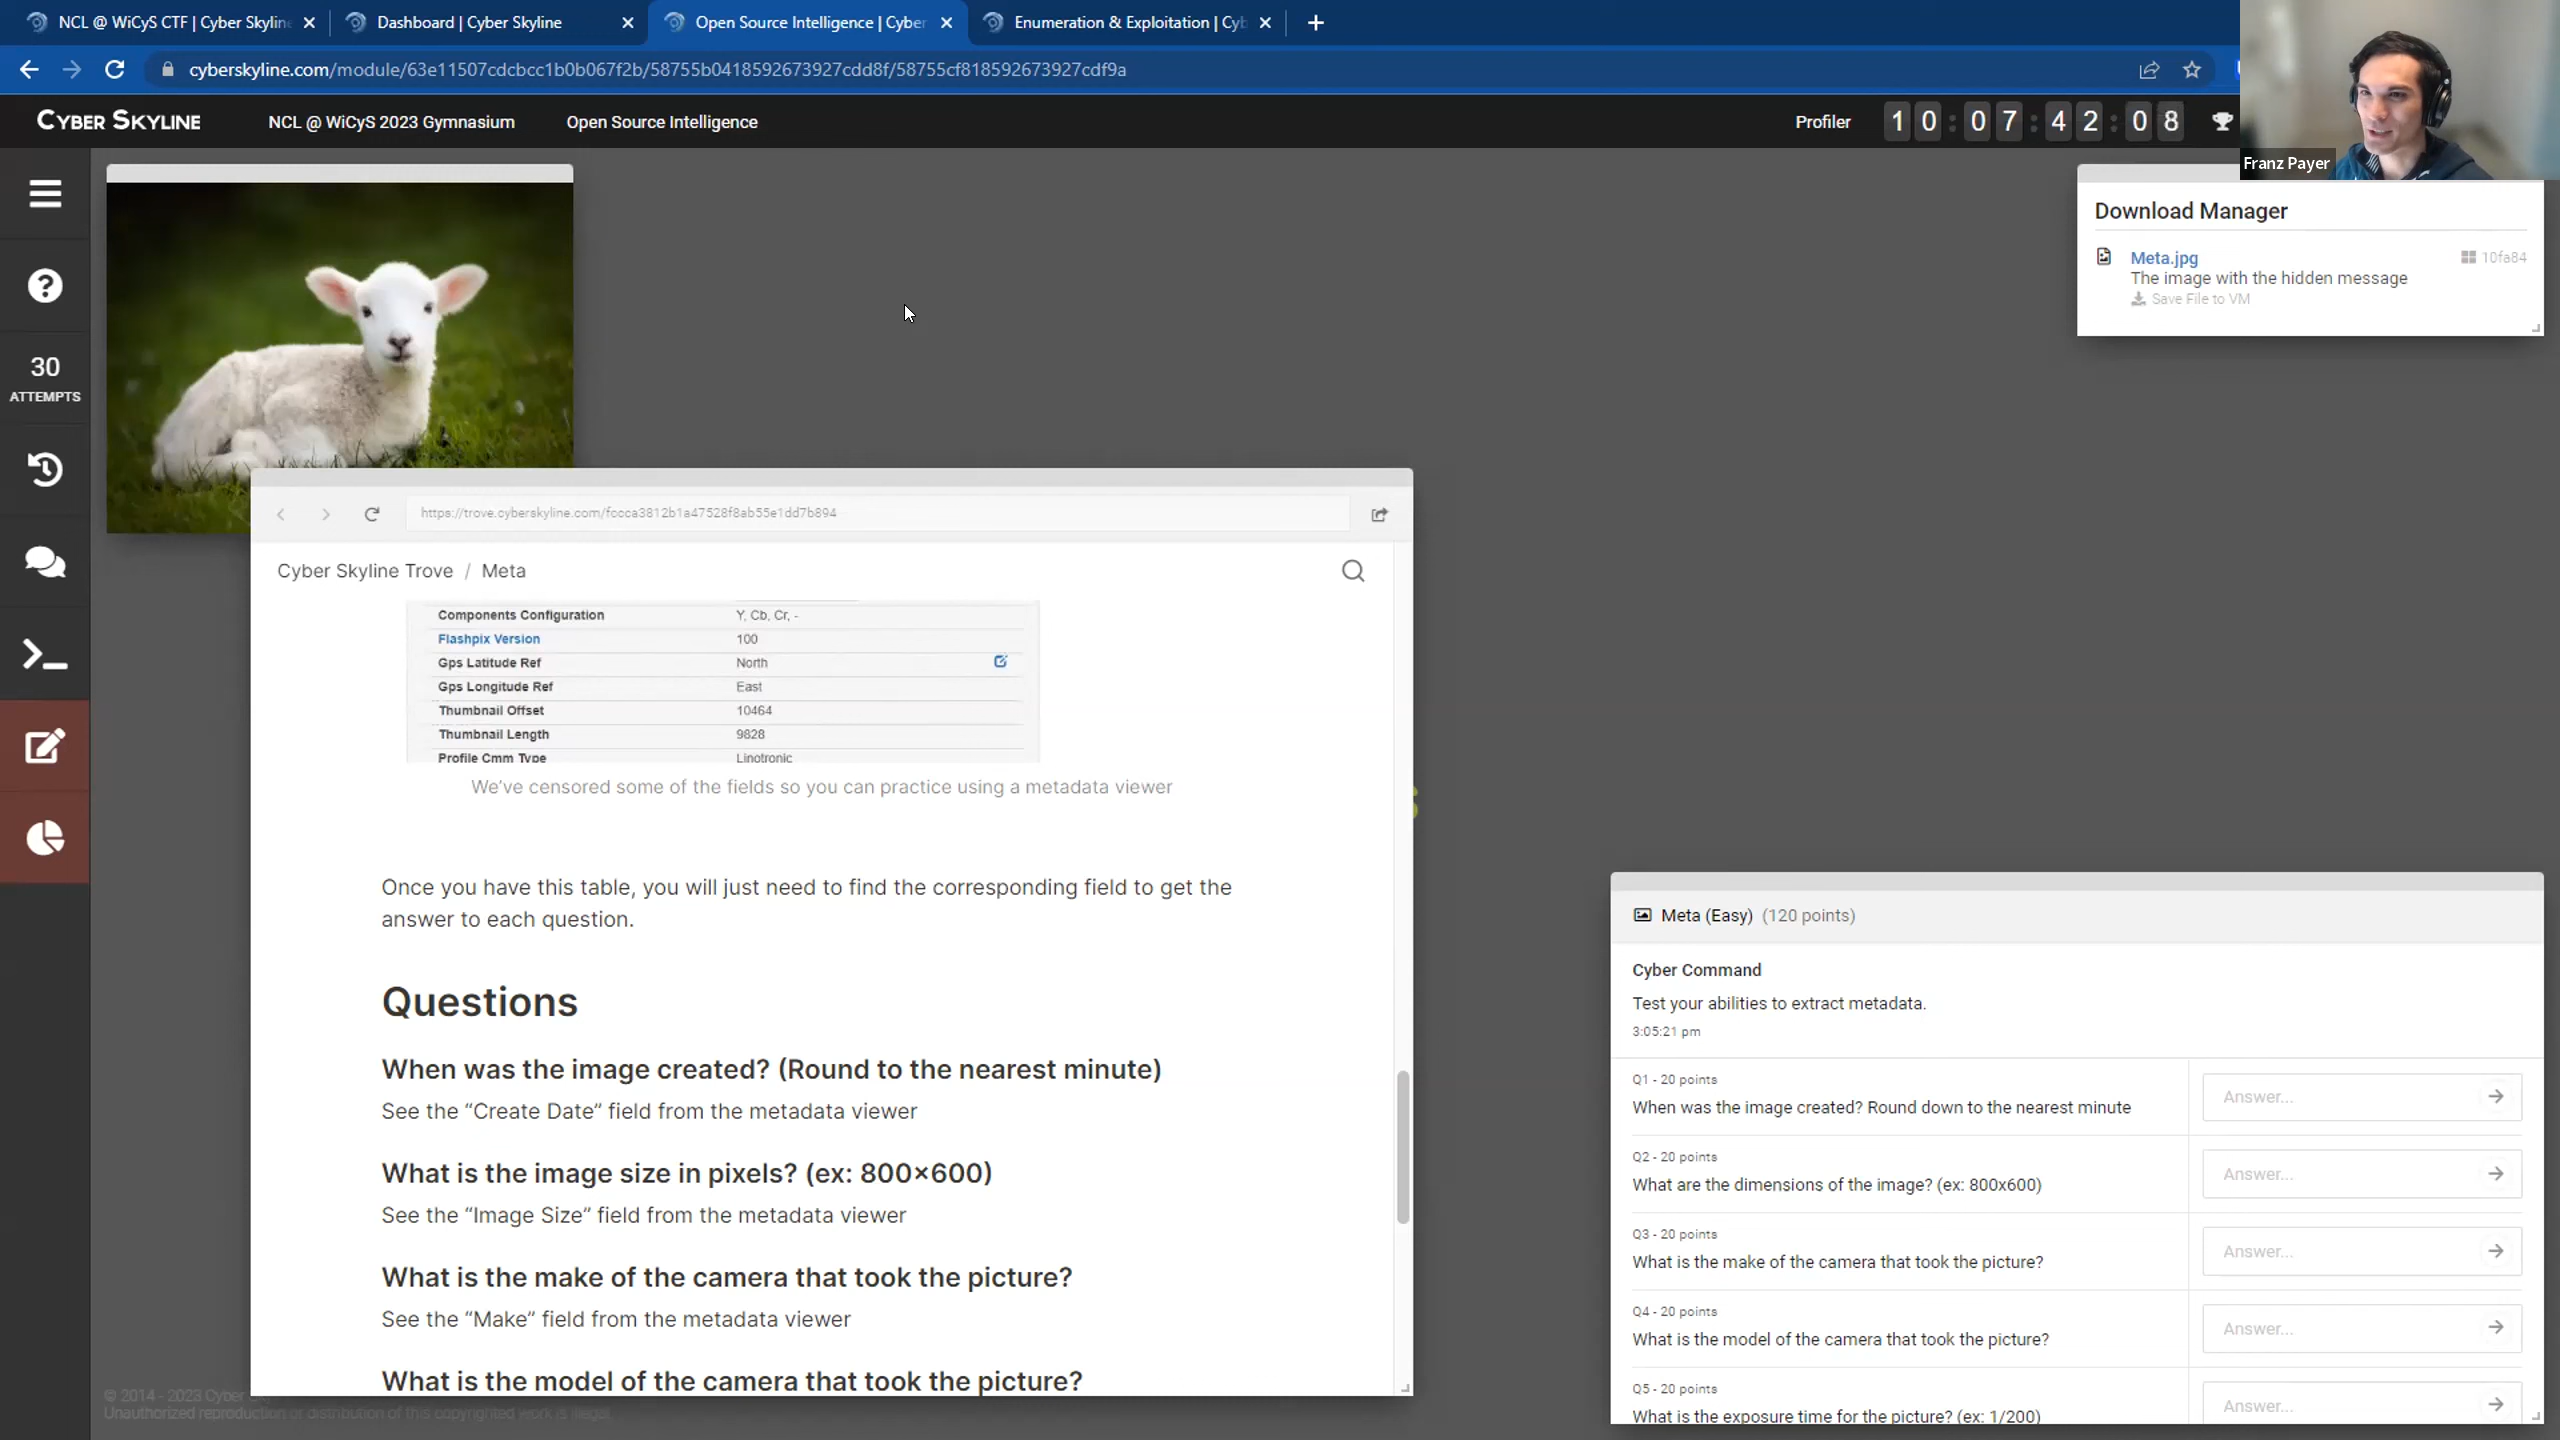 NCL @ WiCyS CTF | Cyber Skyline
Dashboard | Cyber Skyline
Open Source Intelligence | Cyber
Enumeration & Exploitation | Cyb
cyberskyline.com/module/63e11507cdcbcc1b0b067f2b/58755b0418592673927cdd8f/58755cf818592673927cdf9a
CYBER SKYLINE
NCL @ WiCyS 2023 Gymnasium
Open Source Intelligence
Profiler
10:07:42:08
Franz Payer
30
ATTEMPTS
Download Manager
Meta.jpg
10fa84
The image with the hidden message
Save File to VM
https://trove.cyberskyline.com/fccca3812b1a47528f8ab55e1dd7b894
Cyber Skyline Trove / Meta
Components Configuration Y, Cb, Cr, -
Flashpix Version 100
Gps Latitude Ref North
Gps Longitude Ref East
Thumbnail Offset 10464
Thumbnail Length 9828
Profile Cmm Type Linotronic
We've censored some of the fields so you can practice using a metadata viewer
Once you have this table, you will just need to find the corresponding field to get the
answer to each question.
Questions
When was the image created? (Round to the nearest minute)
See the “Create Date” field from the metadata viewer
What is the image size in pixels? (ex: 800×600)
See the “Image Size” field from the metadata viewer
What is the make of the camera that took the picture?
See the “Make” field from the metadata viewer
What is the model of the camera that took the picture?
Meta (Easy) (120 points)
Cyber Command
Test your abilities to extract metadata.
3:05:21 pm
Q1 - 20 points
When was the image created? Round down to the nearest minute
Answer...
Q2 - 20 points
What are the dimensions of the image? (ex: 800x600)
Answer...
Q3 - 20 points
What is the make of the camera that took the picture?
Answer...
Q4 - 20 points
What is the model of the camera that took the picture?
Answer...
Q5 - 20 points
What is the exposure time for the picture? (ex: 1/200)
Answer...
© 2014 - 2023 Cyber
Unauthorized reproduction or distribution of this copyrighted work is illegal.